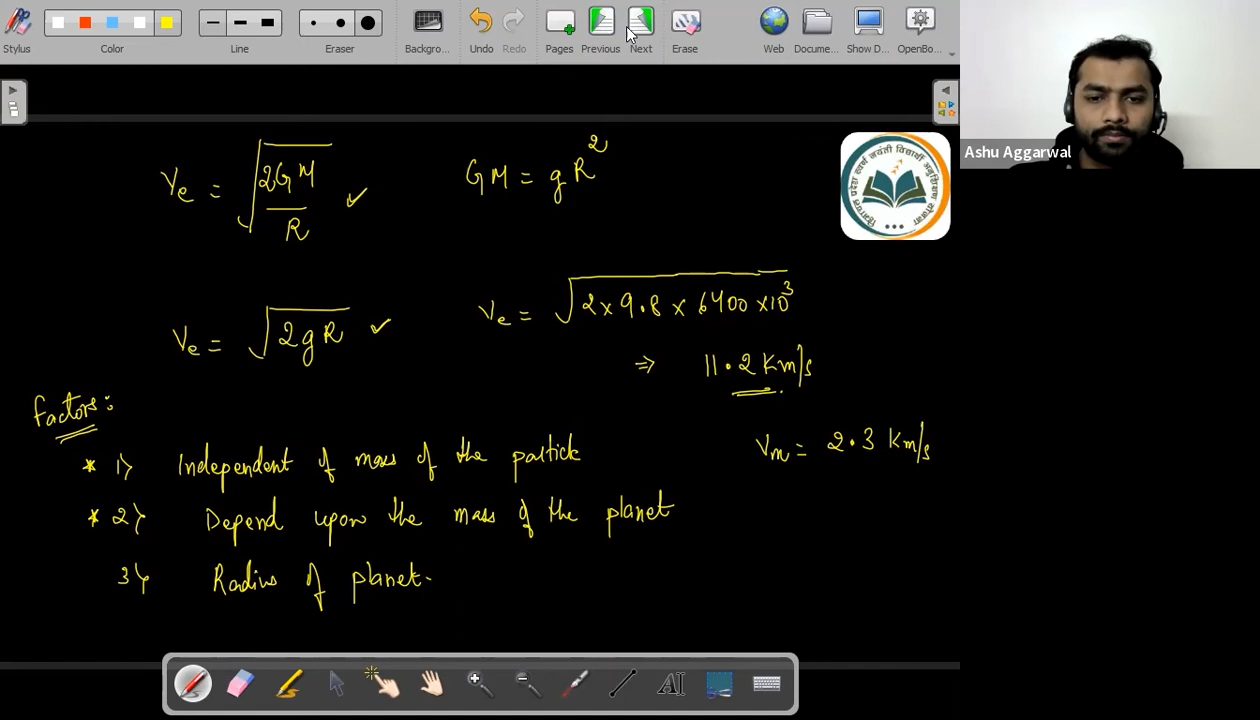 Stylus
Color
Line
Eraser
Backgro...
Undo
Redo
Pages
Previous
Next
Erase
Web
Docume...
Show D...
OpenBo...
Ashu Aggarwal
Ve = √(2GM/R) ✓
GM = gR²
Ve = √(2gR) ✓
Ve = √(2×9.8×6400×10³)
⇒ 11.2 Km/s
Vm = 2.3 Km/s
Factors:
* 1) Independent of mass of the particle
* 2) Depend upon the mass of the planet
3) Radius of planet.
AI